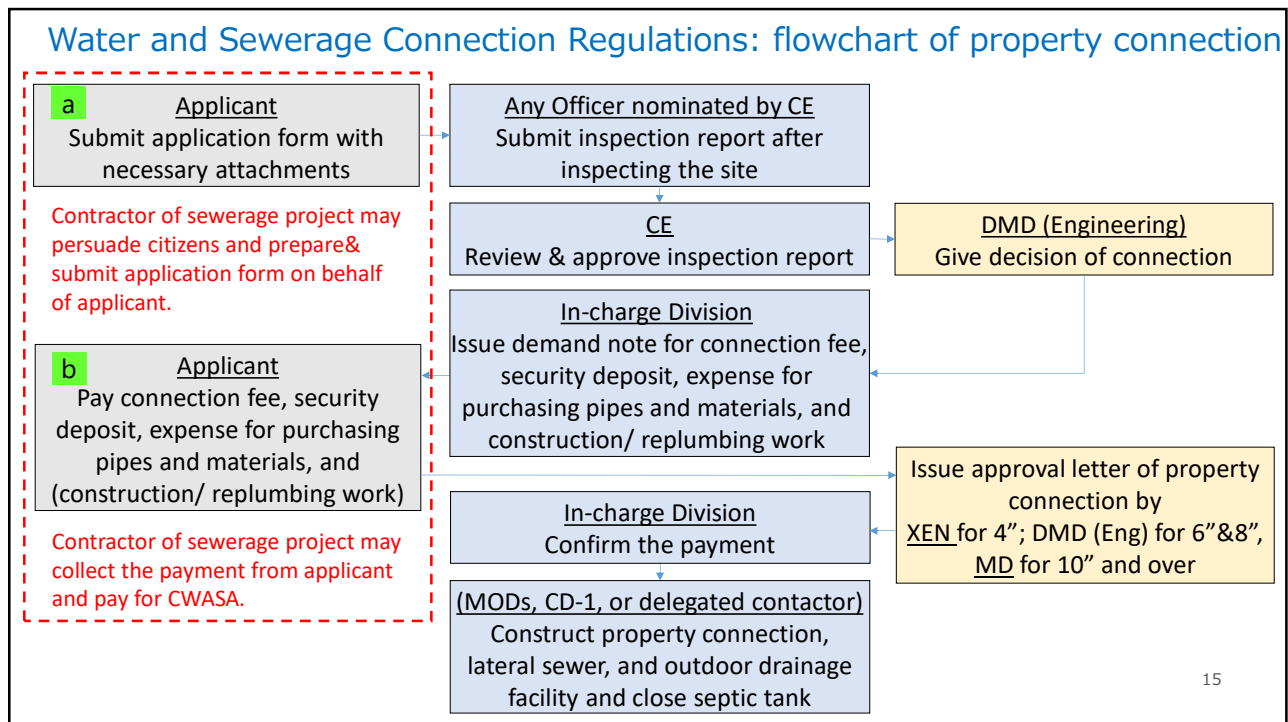 Water and Sewerage Connection Regulations: flowchart of property connection
a
Applicant
Submit application form with
necessary attachments
Any Officer nominated by CE
Submit inspection report after
inspecting the site
Contractor of sewerage project may
persuade citizens and prepare&
submit application form on behalf
of applicant.
CE
Review & approve inspection report
DMD (Engineering)
Give decision of connection
In-charge Division
Issue demand note for connection fee,
security deposit, expense for
purchasing pipes and materials, and
construction/ replumbing work
b
Applicant
Pay connection fee, security
deposit, expense for purchasing
pipes and materials, and
(construction/ replumbing work)
Issue approval letter of property
connection by
XEN for 4”; DMD (Eng) for 6”&8”,
MD for 10” and over
In-charge Division
Confirm the payment
Contractor of sewerage project may
collect the payment from applicant
and pay for CWASA.
(MODs, CD-1, or delegated contactor)
Construct property connection,
lateral sewer, and outdoor drainage
facility and close septic tank
15